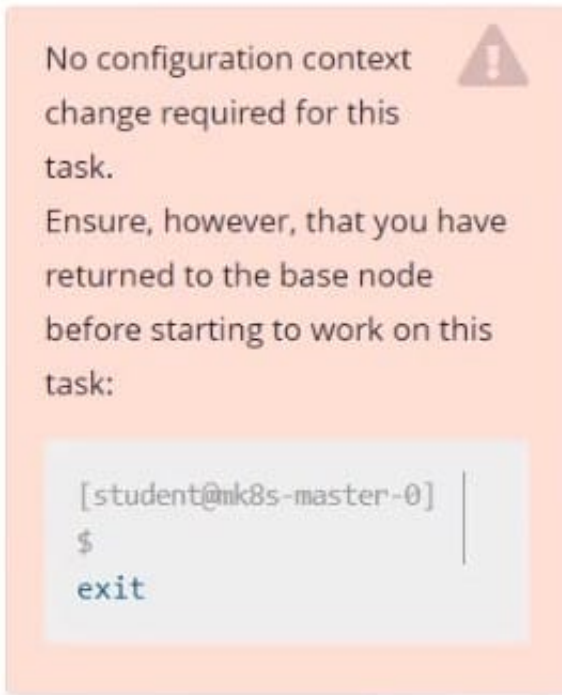 No configuration context
change required for this
task.
Ensure, however, that you have
returned to the base node
before starting to work on this
task:
[student@mk8s-master-0]
$
exit